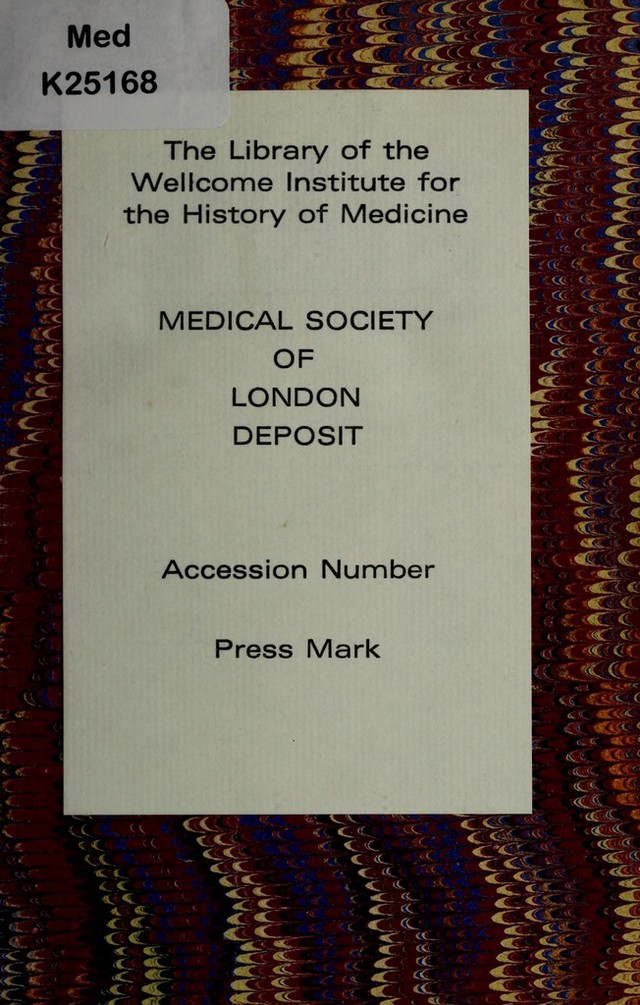 Med
K25168
The Library of the
Wellcome Institute for
the History of Medicine
MEDICAL SOCIETY
OF
LONDON
DEPOSIT
Accession Number
Press Mark